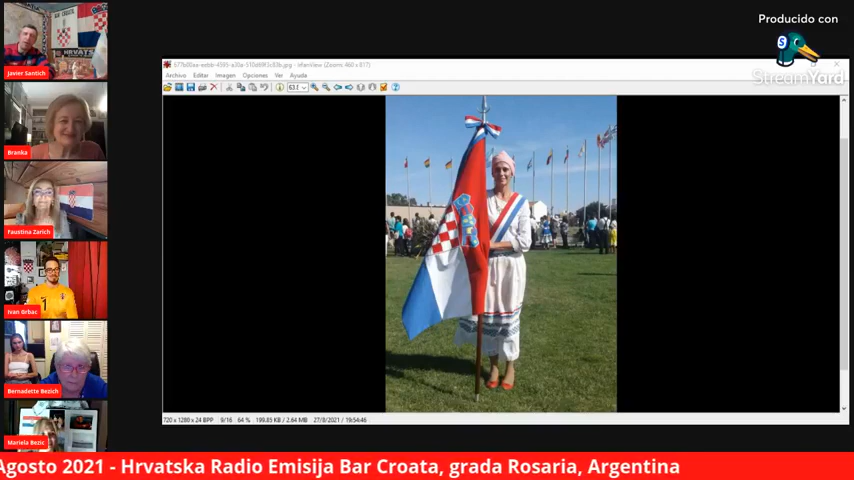 Producido con
StreamYard
Javier Santich
Branka
Faustina Zarich
Ivan Grbac
Bernadette Bezich
Mariela Bezic
Archivo Editar Imagen Opciones Ver Ayuda
720 x 1280 x 24 BPP 9/16 64 % 199.85 KB / 2.64 MB 27/8/2021 / 19:54:46
Agosto 2021 - Hrvatska Radio Emisija Bar Croata, grada Rosaria, Argentina